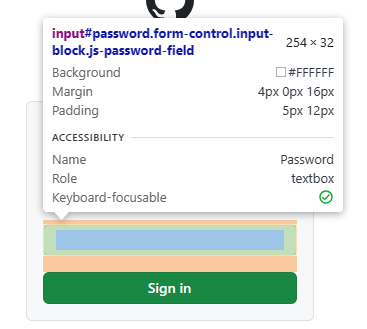 input#password.form-control.input-
block.js-password-field
254 × 32
Background #FFFFFF
Margin 4px 0px 16px
Padding 5px 12px
ACCESSIBILITY
Name Password
Role textbox
Keyboard-focusable
Sign in